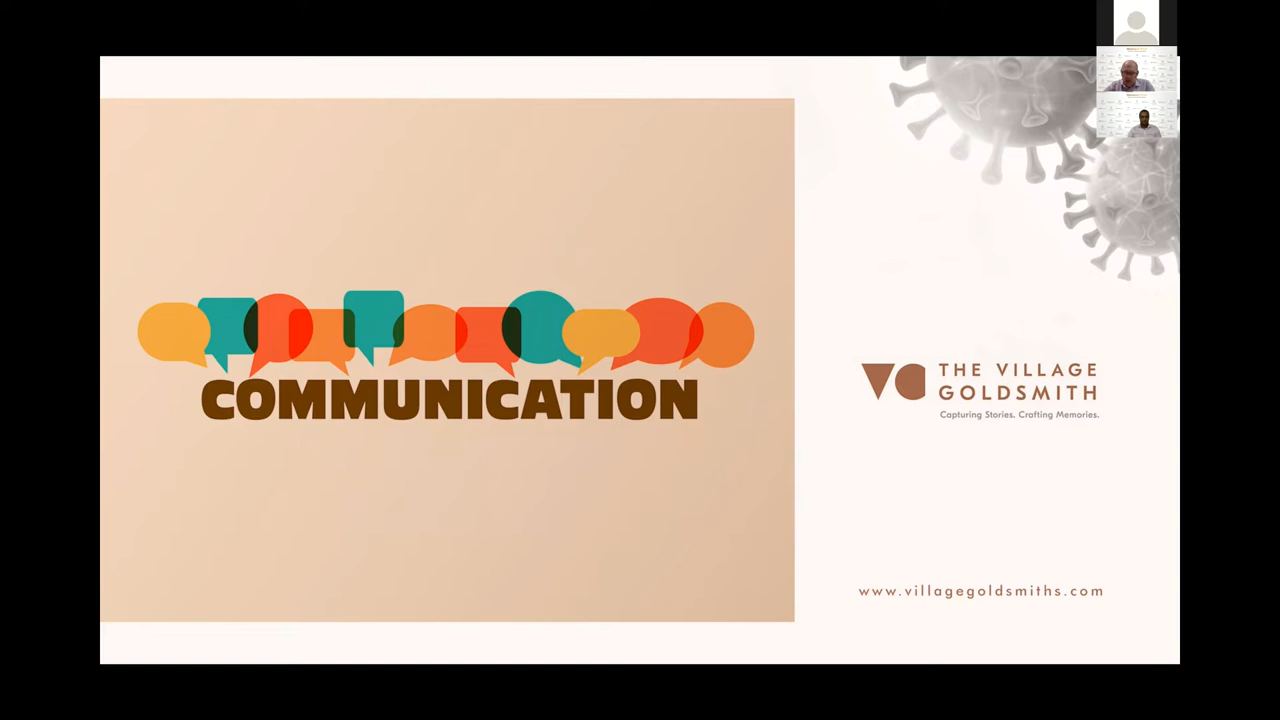 COMMUNICATION
THE VILLAGE
GOLDSMITH
Capturing Stories. Crafting Memories.
www.villagegoldsmiths.com